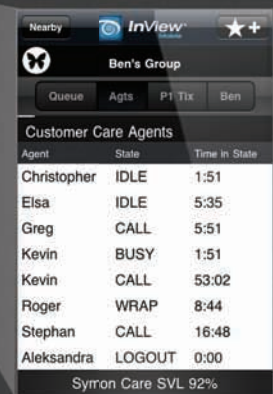 Nearby InView
Ben's Group
Queue Agts P1 Tix Ben
Customer Care Agents
Agent State Time in State
Christopher IDLE 1:51
Elsa IDLE 5:35
Greg CALL 5:51
Kevin BUSY 1:51
Kevin CALL 53:02
Roger WRAP 8:44
Stephan CALL 16:48
Aleksandra LOGOUT 0:00
Symon Care SVL 92%